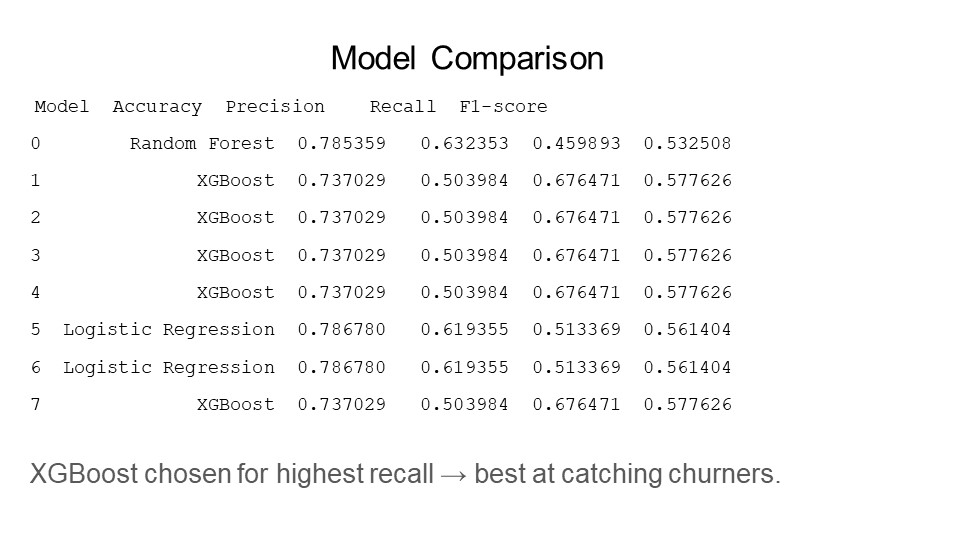 Model Comparison
Model Accuracy Precision Recall F1-score
0 Random Forest 0.785359 0.632353 0.459893 0.532508
1 XGBoost 0.737029 0.503984 0.676471 0.577626
2 XGBoost 0.737029 0.503984 0.676471 0.577626
3 XGBoost 0.737029 0.503984 0.676471 0.577626
4 XGBoost 0.737029 0.503984 0.676471 0.577626
5 Logistic Regression 0.786780 0.619355 0.513369 0.561404
6 Logistic Regression 0.786780 0.619355 0.513369 0.561404
7 XGBoost 0.737029 0.503984 0.676471 0.577626
XGBoost chosen for highest recall → best at catching churners.